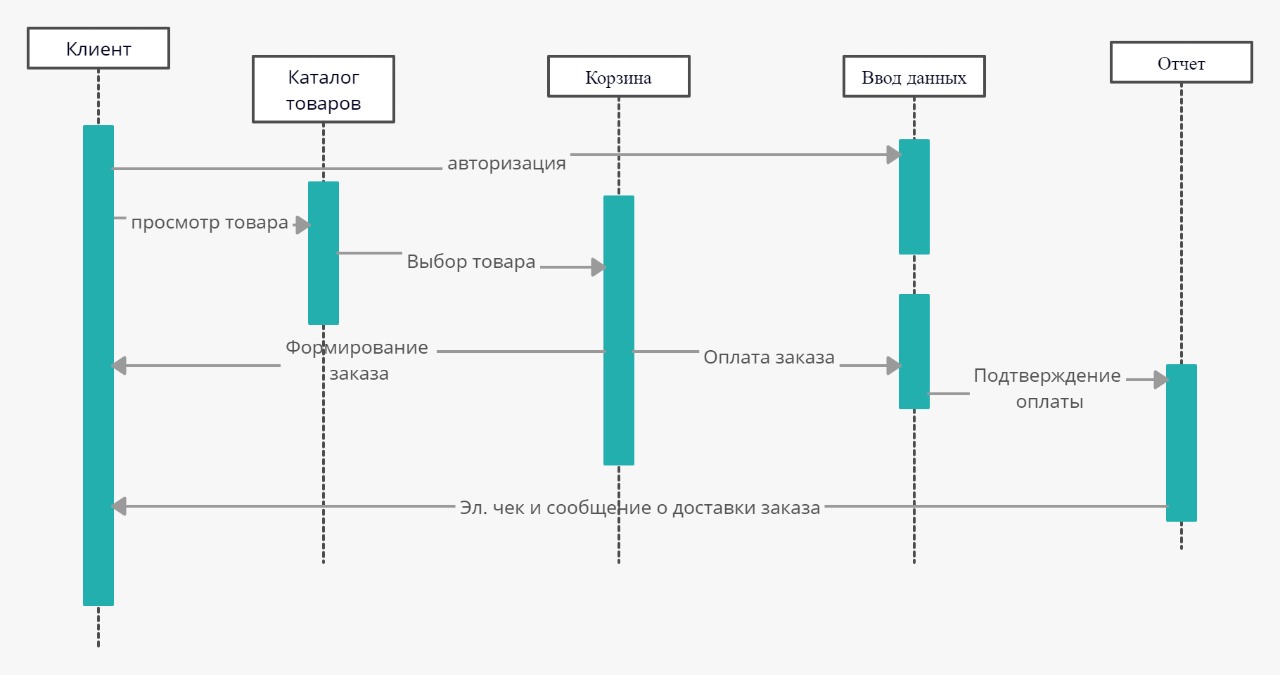 Клиент
Каталог
товаров
Корзина
Ввод данных
Отчет
авторизация
просмотр товара
Выбор товара
Формирование
заказа
Оплата заказа
Подтверждение
оплаты
Эл. чек и сообщение о доставки заказа